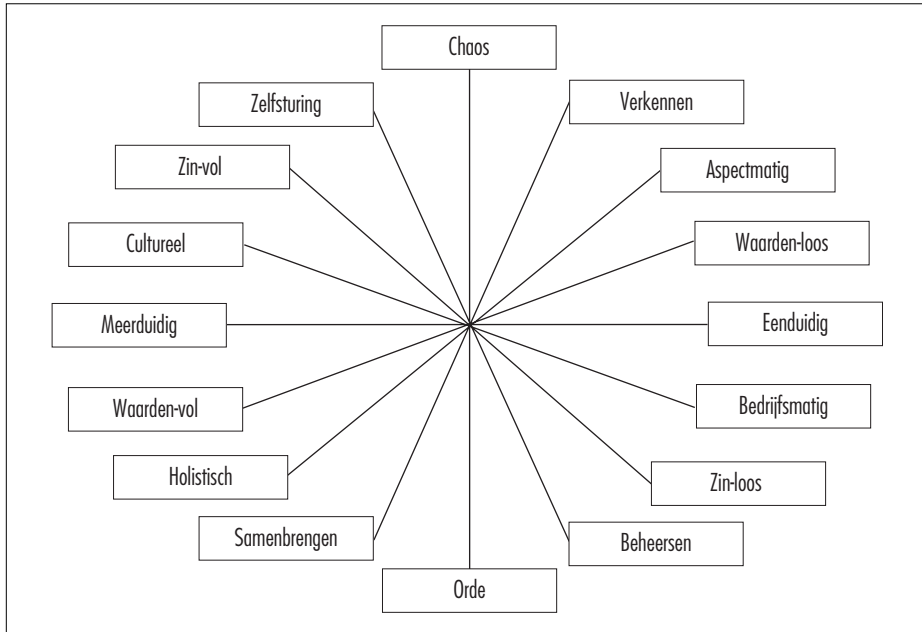 Chaos
Zelfsturing
Verkennen
Zin-vol
Aspectmatig
Cultureel
Waarden-loos
Meerduidig
Eenduidig
Waarden-vol
Bedrijfsmatig
Holistisch
Zin-loos
Samenbrengen
Beheersen
Orde